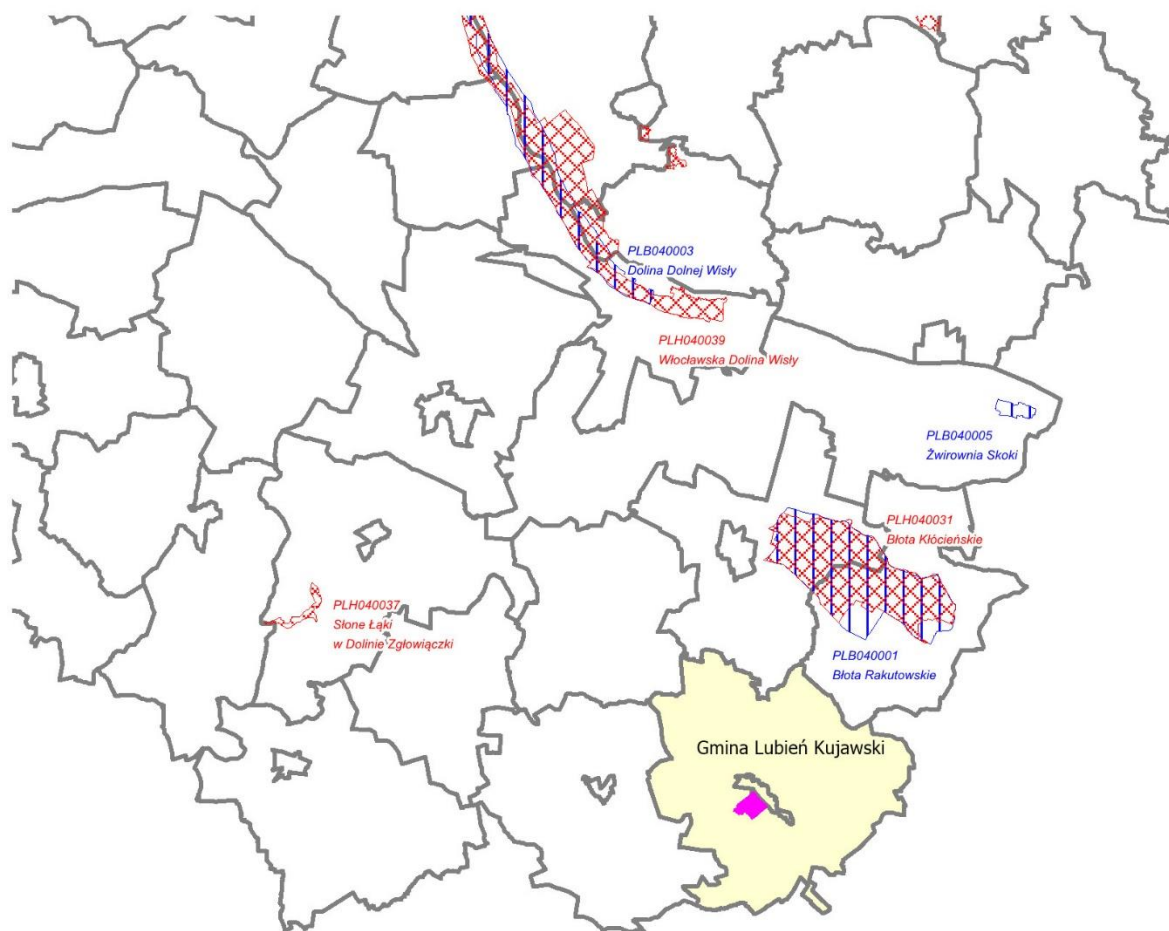 PLB040003
Dolina Dolnej Wisły
PLH040039
Włocławska Dolina Wisły
PLB040005
Żwirownia Skoki
PLH040031
Błota Kłócieńskie
PLH040037
Słone Łąki
w Dolinie Zgłowiączki
PLB040001
Błota Rakutowskie
Gmina Lubień Kujawski